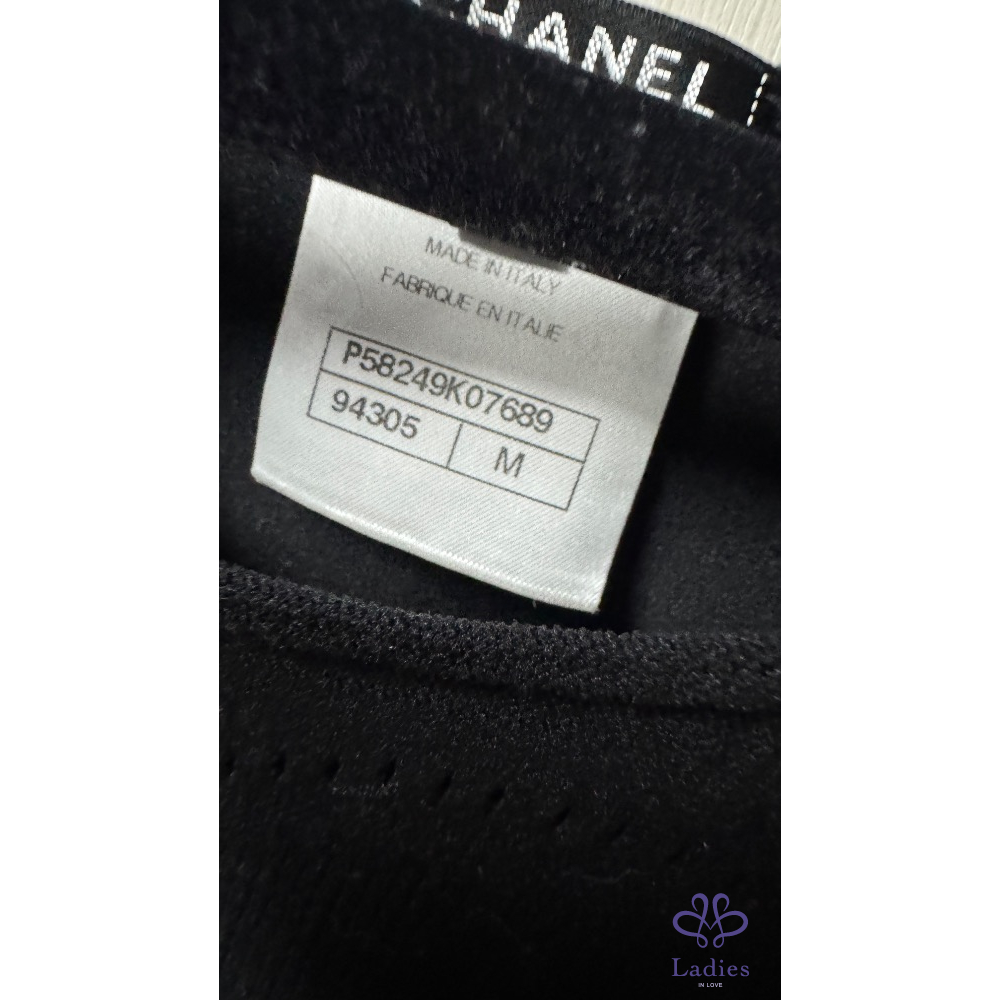 CHANEL
MADE IN ITALY
FABRIQUE EN ITALIE
P58249K07689
94305 M
Ladies
IN LOVE